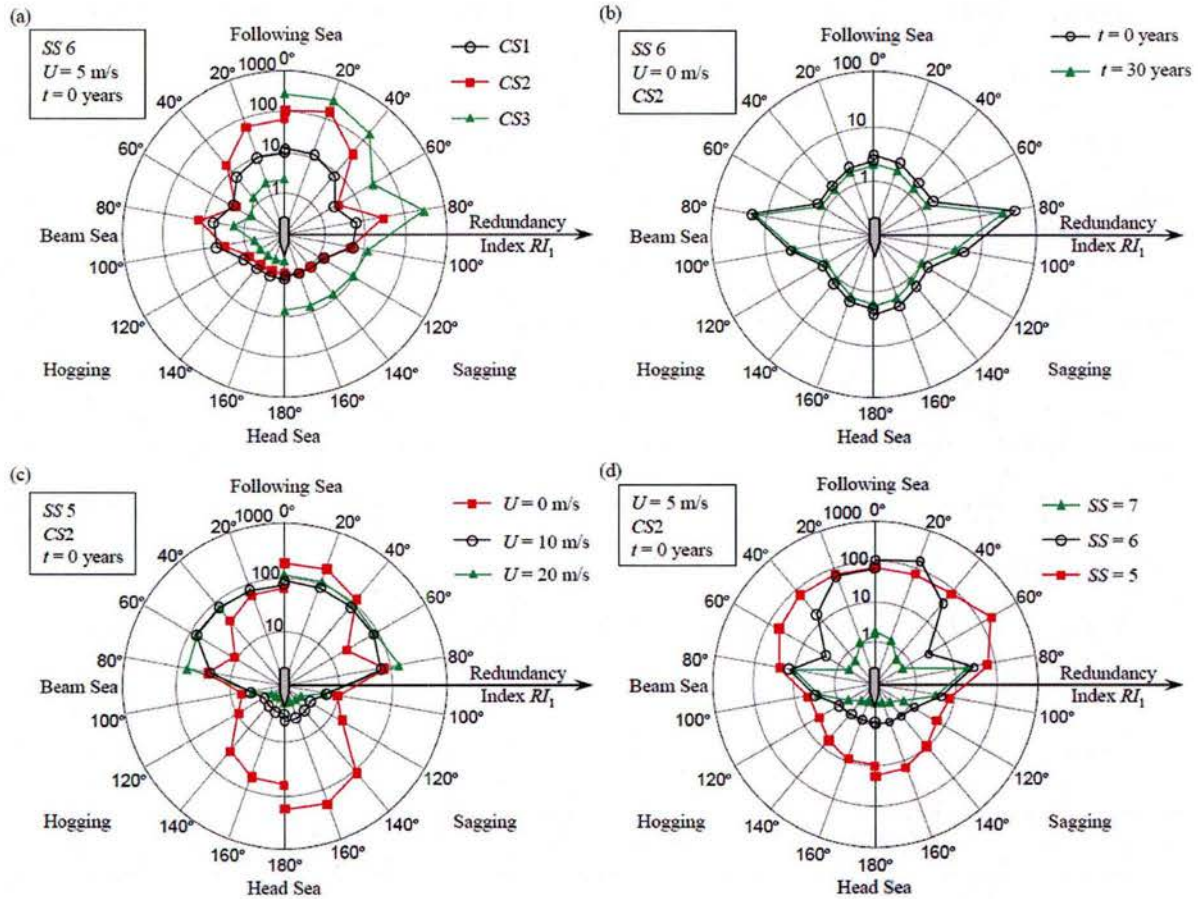 (a)
SS 6
U = 5 m/s
t = 0 years
Following Sea
CS1
CS2
CS3
1000 0°
20° 20°
40° 40°
60° 60°
80° 80°
100
10
1
Beam Sea
Redundancy
Index RI₁
100° 100°
120° 120°
140° 140°
160° 160°
180°
Hogging Sagging
Head Sea
(b)
SS 6
U = 0 m/s
CS2
Following Sea
t = 0 years
t = 30 years
0°
20° 20°
40° 40°
60° 60°
80° 80°
10
1
Beam Sea
Redundancy
Index RI₁
100° 100°
120° 120°
140° 140°
160° 160°
180°
Hogging Sagging
Head Sea
(c)
SS 5
CS2
t = 0 years
Following Sea
U = 0 m/s
U = 10 m/s
U = 20 m/s
1000 0°
20° 20°
40° 40°
60° 60°
80° 80°
100
10
Beam Sea
Redundancy
Index RI₁
100° 100°
120° 120°
140° 140°
160° 160°
180°
Hogging Sagging
Head Sea
(d)
U = 5 m/s
CS2
t = 0 years
Following Sea
SS = 7
SS = 6
SS = 5
1000 0°
20° 20°
40° 40°
60° 60°
80° 80°
100
10
1
Beam Sea
Redundancy
Index RI₁
100° 100°
120° 120°
140° 140°
160° 160°
180°
Hogging Sagging
Head Sea